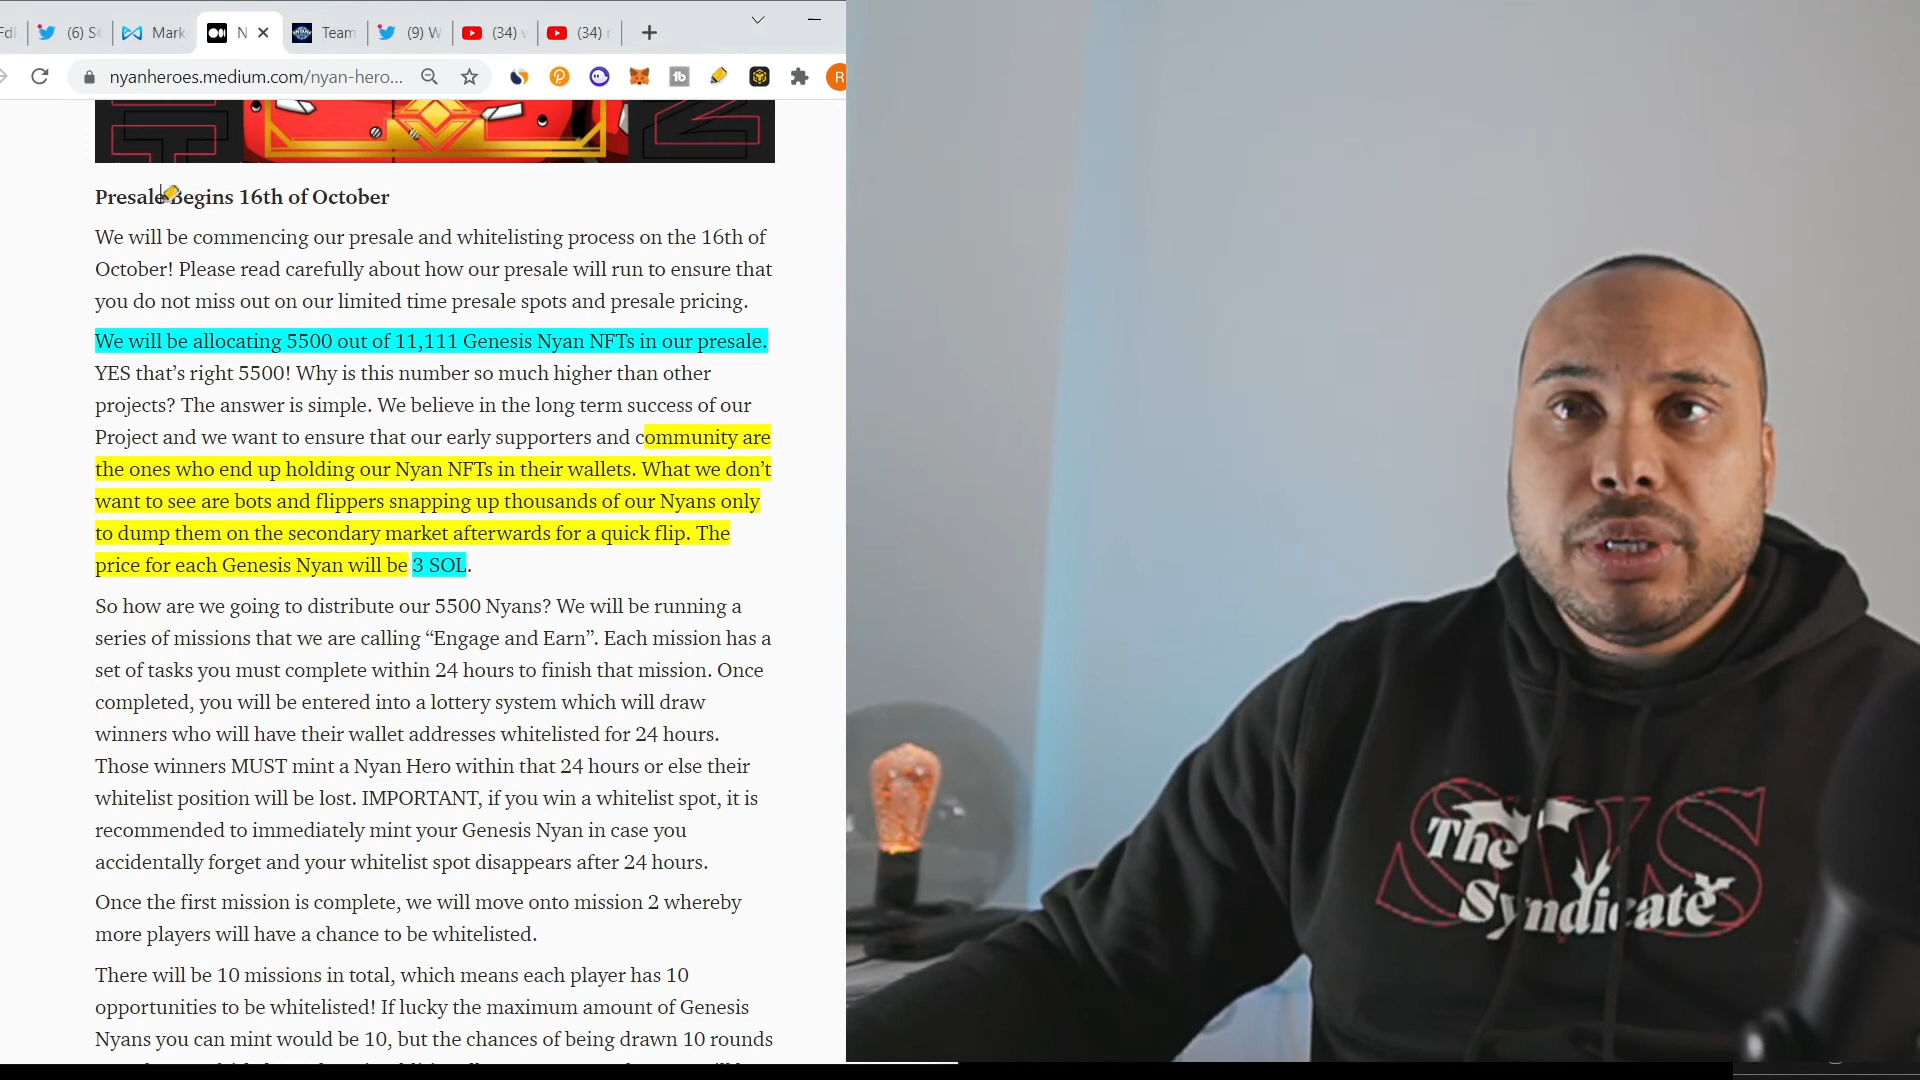 (6) S
Mark
N
Team
(9) W
(34)
(34)
nyanheroes.medium.com/nyan-hero...
R
Presale Begins 16th of October
We will be commencing our presale and whitelisting process on the 16th of
October! Please read carefully about how our presale will run to ensure that
you do not miss out on our limited time presale spots and presale pricing.
We will be allocating 5500 out of 11,111 Genesis Nyan NFTs in our presale.
YES that’s right 5500! Why is this number so much higher than other
projects? The answer is simple. We believe in the long term success of our
Project and we want to ensure that our early supporters and community are
the ones who end up holding our Nyan NFTs in their wallets. What we don’t
want to see are bots and flippers snapping up thousands of our Nyans only
to dump them on the secondary market afterwards for a quick flip. The
price for each Genesis Nyan will be 3 SOL.
So how are we going to distribute our 5500 Nyans? We will be running a
series of missions that we are calling “Engage and Earn”. Each mission has a
set of tasks you must complete within 24 hours to finish that mission. Once
completed, you will be entered into a lottery system which will draw
winners who will have their wallet addresses whitelisted for 24 hours.
Those winners MUST mint a Nyan Hero within that 24 hours or else their
whitelist position will be lost. IMPORTANT, if you win a whitelist spot, it is
recommended to immediately mint your Genesis Nyan in case you
accidentally forget and your whitelist spot disappears after 24 hours.
Once the first mission is complete, we will move onto mission 2 whereby
more players will have a chance to be whitelisted.
There will be 10 missions in total, which means each player has 10
opportunities to be whitelisted! If lucky the maximum amount of Genesis
Nyans you can mint would be 10, but the chances of being drawn 10 rounds
The
Syndicate